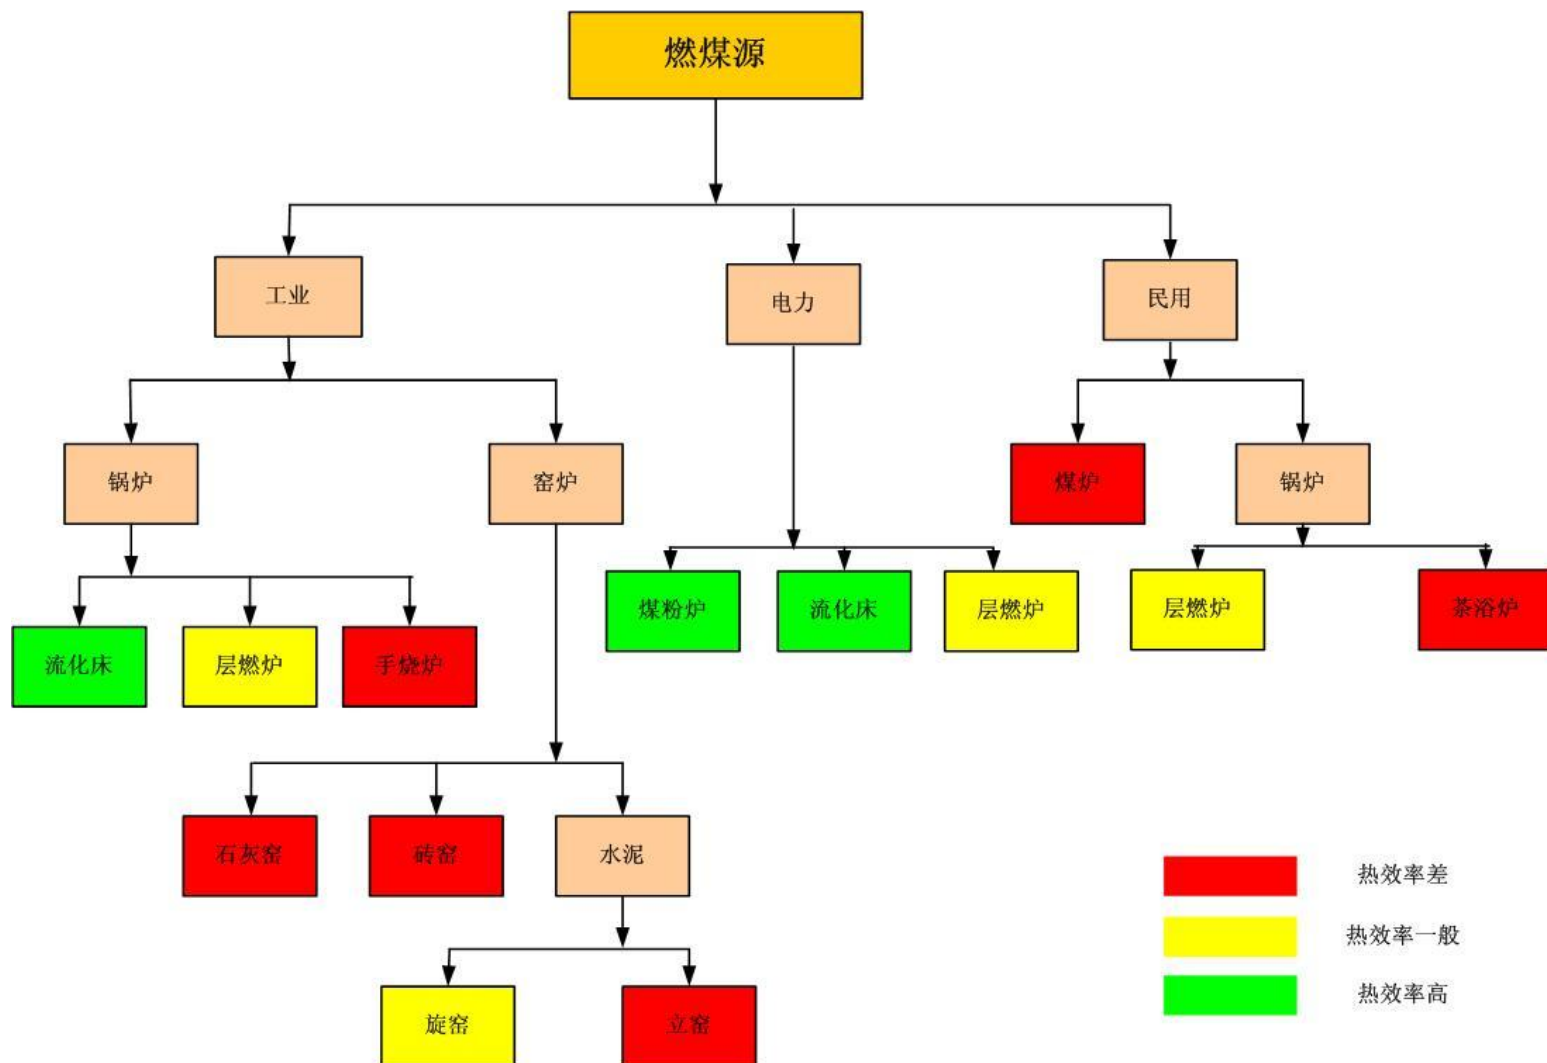 燃煤源
工业
电力
民用
锅炉
窑炉
煤炉
锅炉
煤粉炉
流化床
层燃炉
层燃炉
茶浴炉
流化床
层燃炉
手烧炉
石灰窑
砖窑
水泥
热效率差
热效率一般
旋窑
立窑
热效率高